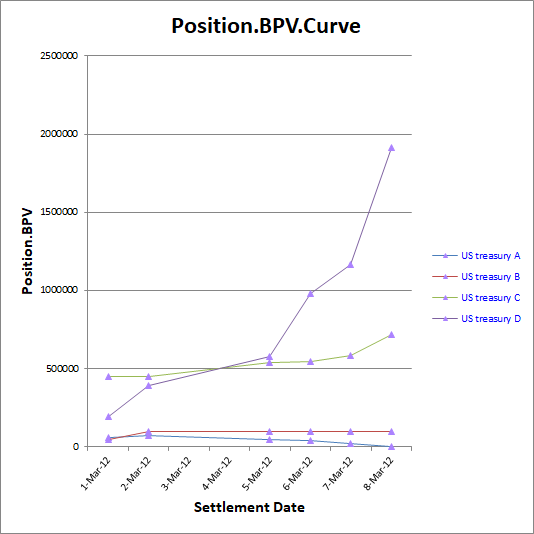 Position.BPV.Curve
2500000
2000000
1500000
1000000
500000
0
Position.BPV
1-Mar-12
2-Mar-12
3-Mar-12
4-Mar-12
5-Mar-12
6-Mar-12
7-Mar-12
8-Mar-12
Settlement Date
US treasury A
US treasury B
US treasury C
US treasury D